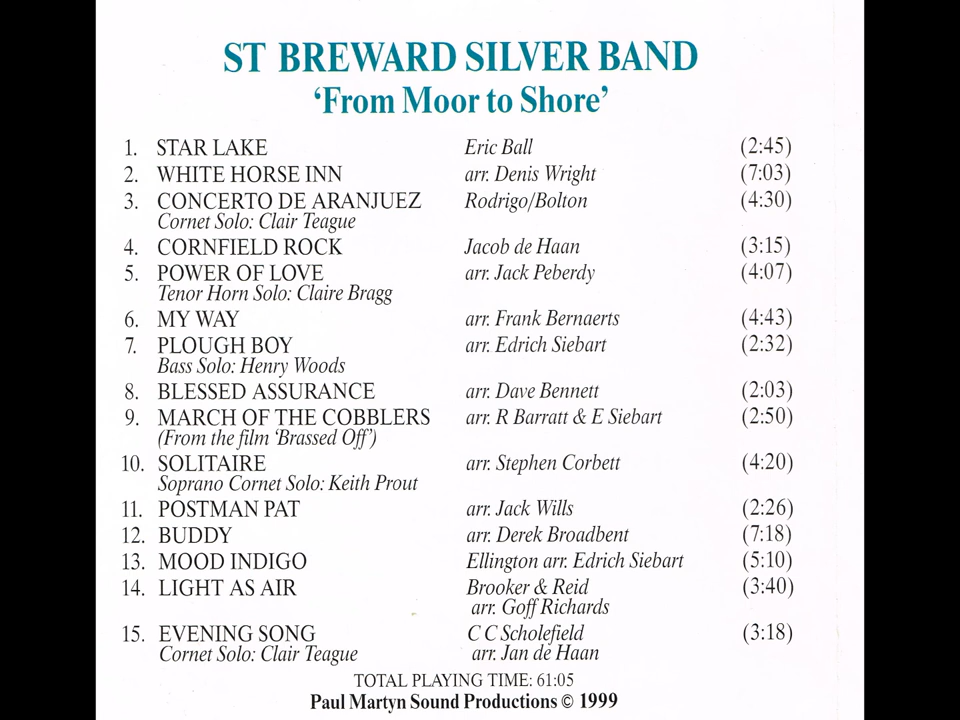 ST BREWARD SILVER BAND
‘From Moor to Shore’
1. STAR LAKE Eric Ball (2:45)
2. WHITE HORSE INN arr. Denis Wright (7:03)
3. CONCERTO DE ARANJUEZ Rodrigo/Bolton (4:30)
Cornet Solo: Clair Teague
4. CORNFIELD ROCK Jacob de Haan (3:15)
5. POWER OF LOVE arr. Jack Peberdy (4:07)
Tenor Horn Solo: Claire Bragg
6. MY WAY arr. Frank Bernaerts (4:43)
7. PLOUGH BOY arr. Edrich Siebart (2:32)
Bass Solo: Henry Woods
8. BLESSED ASSURANCE arr. Dave Bennett (2:03)
9. MARCH OF THE COBBLERS arr. R Barratt & E Siebart (2:50)
(From the film ‘Brassed Off’)
10. SOLITAIRE arr. Stephen Corbett (4:20)
Soprano Cornet Solo: Keith Prout
11. POSTMAN PAT arr. Jack Wills (2:26)
12. BUDDY arr. Derek Broadbent (7:18)
13. MOOD INDIGO Ellington arr. Edrich Siebart (5:10)
14. LIGHT AS AIR Brooker & Reid (3:40)
arr. Goff Richards
15. EVENING SONG C C Scholefield (3:18)
Cornet Solo: Clair Teague arr. Jan de Haan
TOTAL PLAYING TIME: 61:05
Paul Martyn Sound Productions © 1999